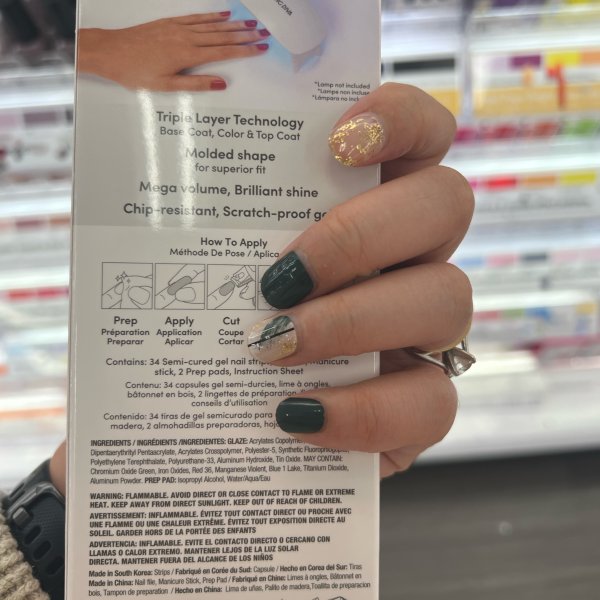 *Lamp not included
*Lampe non incluse
*Lámpara no
Triple Layer Technology
Base Coat, Color & Top Coat
Molded shape
for superior fit
Mega volume, Brilliant shine
Chip-resistant, Scratch-proof
How To Apply
Méthode De Pose /
Prep Apply Cut
Préparation Application Coupe
Preparar Aplicar Cortar
Contains: 34 Semi-cured gel nail
stick, 2 Prep pads, Instruction Sheet
Contenu: 34 capsules gel semi-durcies, lime à ongles,
bâtonnet en bois, 2 lingettes de préparation,
conseils d'utilisation
Contenido: 34 tiras de gel semicurado para
madera, 2 almohadillas preparadoras,
INGREDIENTS / INGRÉDIENTS /INGREDIENTES: GLAZE: Acrylates
Dipentaerythrityl Pentaacrylate, Acrylates Crosspolymer, Polyester-5, Synthetic
Polyethylene Terephthalate, Polyurethane-33, Aluminum Hydroxide, Tin Oxide. MAY CONTAIN:
Chromium Oxide Green, Iron Oxides, Red 36, Manganese Violet, Blue 1 Lake, Titanium Dioxide,
Aluminum Powder. PREP PAD: Isopropyl Alcohol, Water/Aqua/Eau
WARNING: FLAMMABLE. AVOID DIRECT OR CLOSE CONTACT TO FLAME OR EXTREME
HEAT. KEEP AWAY FROM DIRECT SUNLIGHT. KEEP OUT OF REACH OF CHILDREN.
AVERTISSEMENT: INFLAMMABLE. ÉVITEZ TOUT CONTACT DIRECT OU PROCHE AVEC
UNE FLAMME OU UNE CHALEUR EXTRÊME. ÉVITEZ TOUT EXPOSITION DIRECTE AU
SOLEIL. GARDER HORS DE LA PORTÉE DES ENFANTS
ADVERTENCIA: INFLAMABLE. EVITE EL CONTACTO DIRECTO O CERCANO CON
LLAMAS O CALOR EXTREMO. MANTENER LEJOS DE LA LUZ SOLAR
DIRECTA. MANTENER FUERA DEL ALCANCE DE LOS NIÑOS
Made in South Korea: Strips / Fabriqué en Corée du Sud: Capsule / Hecho en Corea del Sur: Tiras
Made in China: Nail file, Manicure Stick, Prep Pad / Fabriqué en Chine: Limes à ongles, Bâtonnet en
bois, Tampon de preparation / Hecho en China: Lima de uñas, Palito de madera, Toallita de preparacion